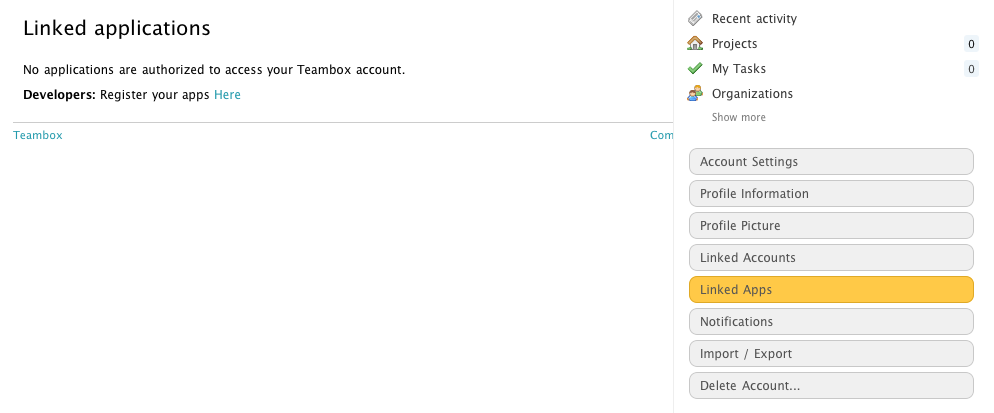 Linked applications
No applications are authorized to access your Teambox account.
Developers: Register your apps Here
Teambox
Com
Recent activity
Projects 0
My Tasks 0
Organizations
Show more
Account Settings
Profile Information
Profile Picture
Linked Accounts
Linked Apps
Notifications
Import / Export
Delete Account...